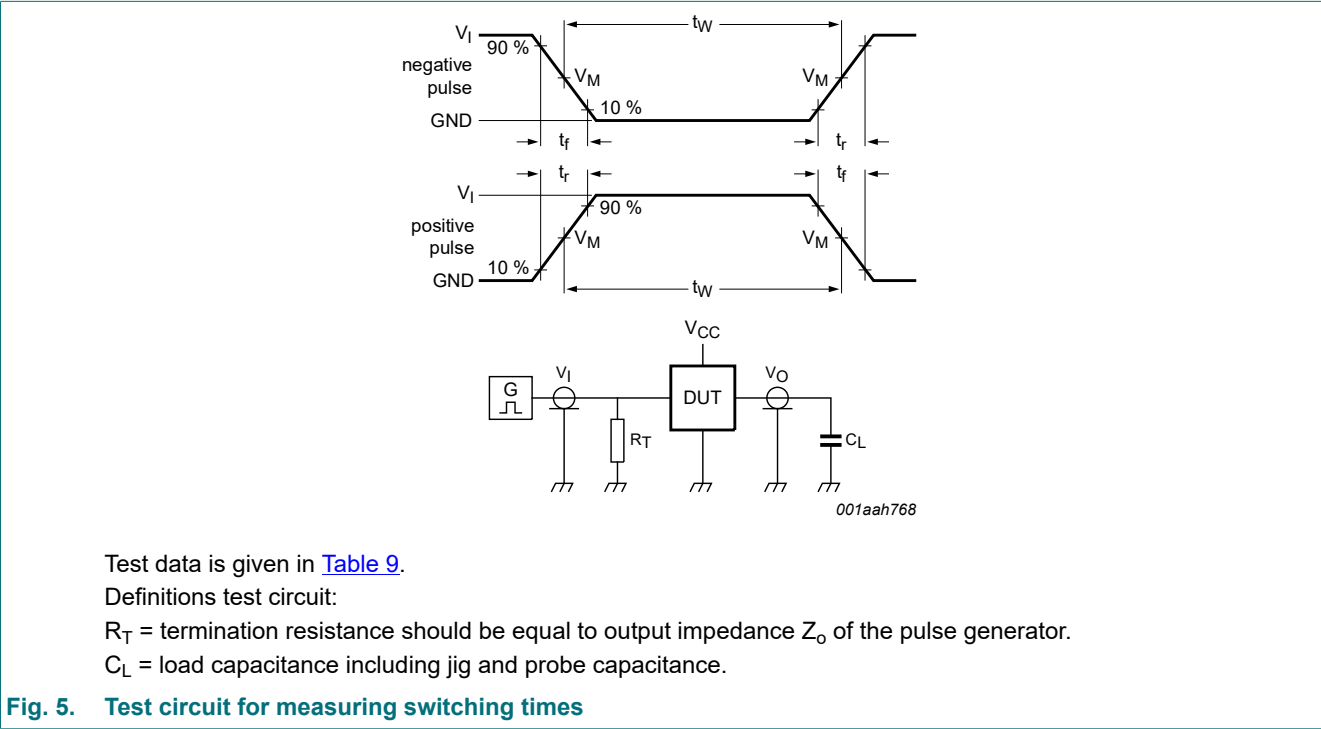 tW
VI
90 %
negative
pulse
VM
VM
10 %
GND
tf
tr
tr
tf
VI
90 %
positive
pulse
VM
VM
10 %
GND
tW
VCC
G
VI
DUT
VO
RT
CL
001aah768
Test data is given in Table 9.
Definitions test circuit:
RT = termination resistance should be equal to output impedance Zo of the pulse generator.
CL = load capacitance including jig and probe capacitance.
Fig. 5. Test circuit for measuring switching times